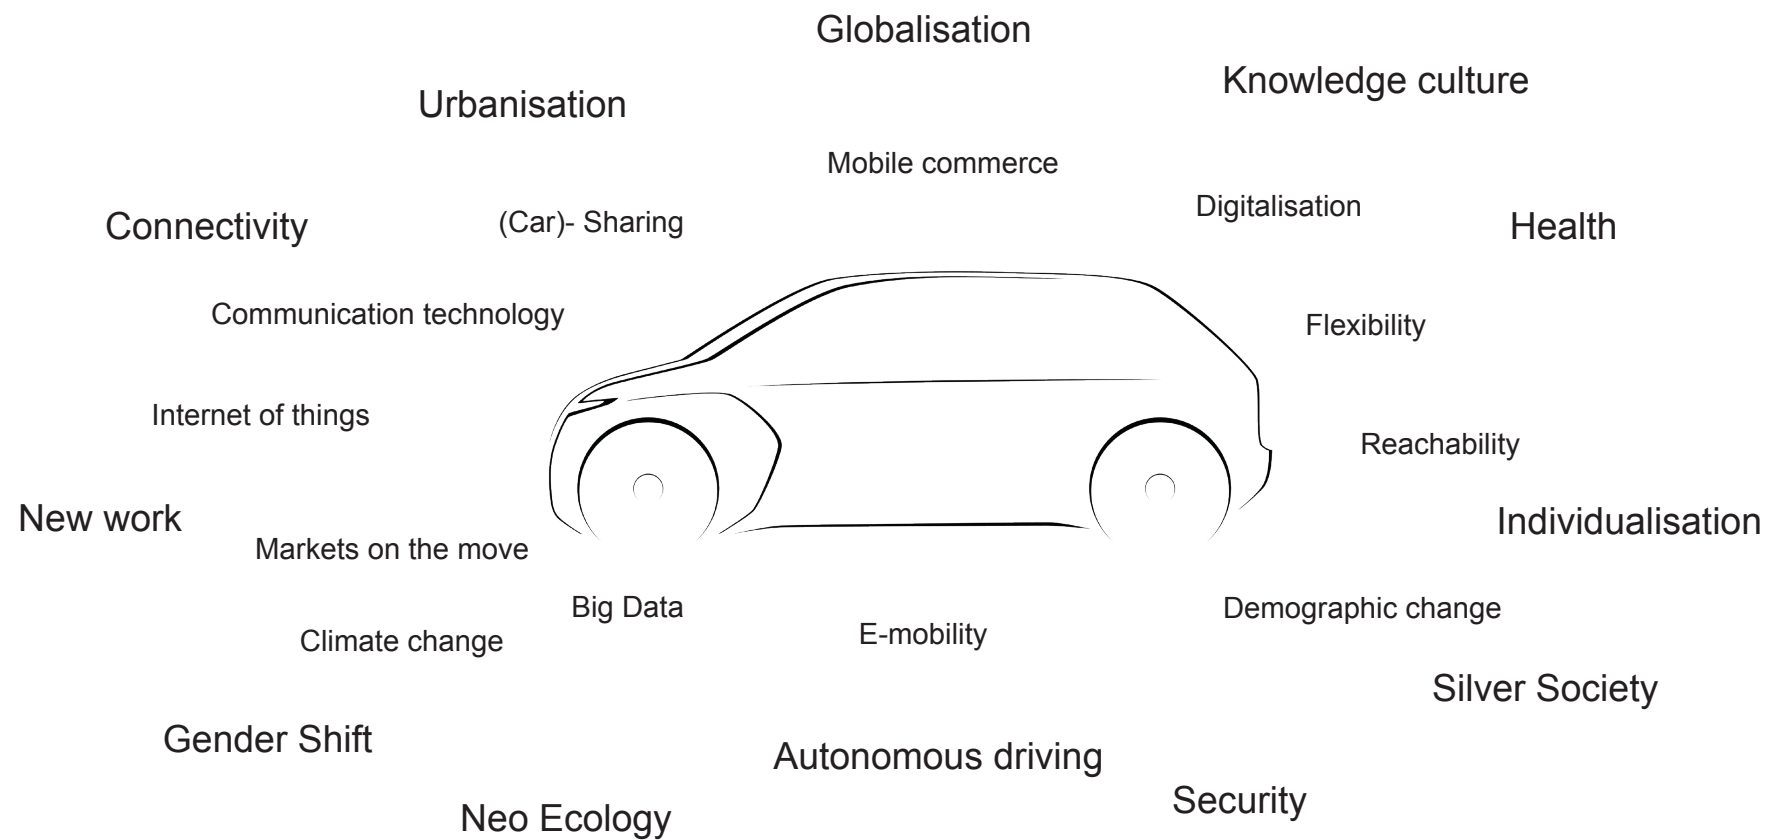 Globalisation
Knowledge culture
Urbanisation
Mobile commerce
Digitalisation
Connectivity
(Car)- Sharing
Health
Communication technology
Flexibility
Internet of things
Reachability
New work
Individualisation
Markets on the move
Big Data
Demographic change
E-mobility
Climate change
Silver Society
Gender Shift
Autonomous driving
Security
Neo Ecology